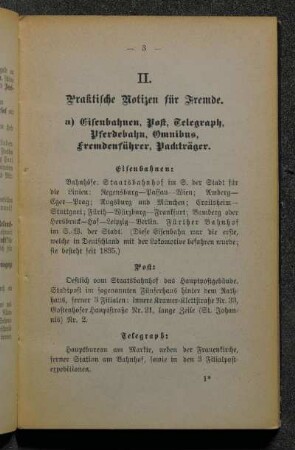 — 3 —
II.
Praktische Notizen für Fremde.
a) Eisenbahnen, Post, Telegraph,
Pferdebahn, Omnibus,
Fremdenführer, Packträger.
Eisenbahnen:
Bahnhöfe. Staatsbahnhof im S. der Stadt für
die Linien: Regensburg—Passau—Wien; Amberg—
Eger—Prag; Augsburg und München; Crailsheim—
Stuttgart; Fürth—Würzburg—Frankfurt; Bamberg oder
Hersbruck—Hof—Leipzig—Berlin. Fürther Bahnhof
im S.-W. der Stadt. (Diese Eisenbahn war die erste,
welche in Deutschland mit der Lokomotive befahren wurde;
sie besteht seit 1835.)
Post:
Oestlich vom Staatsbahnhof das Hauptpostgebäude.
Stadtpost im sogenannten Fünferhaus hinter dem Rath-
haus, ferner 3 Filialen: innere Cramer-Klettstraße Nr. 33,
Gostenhofer Hauptstraße Nr. 21, lange Zeile (St. Johan-
nis) Nr. 2.
Telegraph:
Hauptbureau am Markte, neben der Frauenkirche,
ferner Station am Bahnhof, sowie in den 3 Filialpost-
expeditionen.
1*